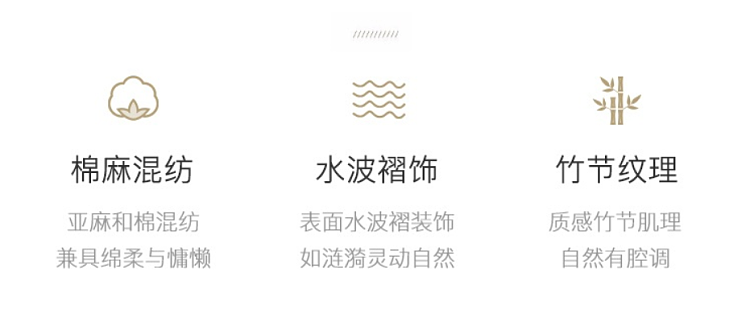 棉麻混纺
亚麻和棉混纺
兼具绵柔与慵懒
水波褶饰
表面水波褶装饰
如涟漪灵动自然
竹节纹理
质感竹节肌理
自然有腔调